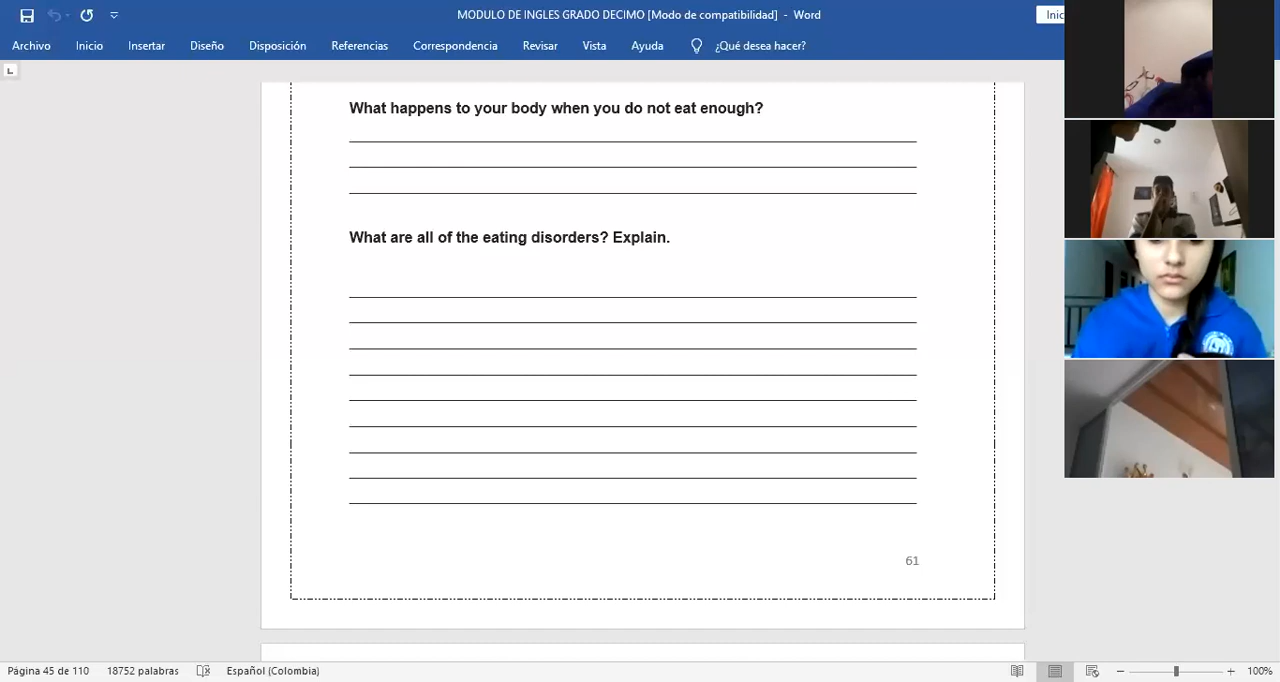 MODULO DE INGLES GRADO DECIMO [Modo de compatibilidad] - Word
Inic
Archivo Inicio Insertar Diseño Disposición Referencias Correspondencia Revisar Vista Ayuda ¿Qué desea hacer?
What happens to your body when you do not eat enough?
What are all of the eating disorders? Explain.
61
Página 45 de 110 18752 palabras Español (Colombia) 100%